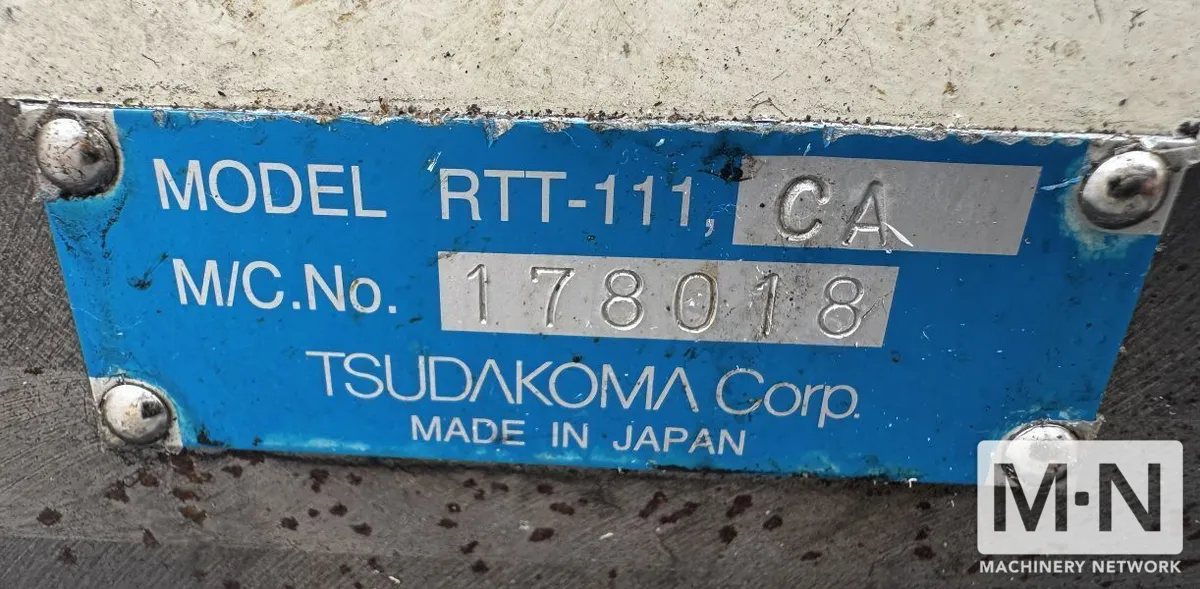 MODEL RTT-111, CA
M/C.No. 178018
TSUDAKOMA Corp.
MADE IN JAPAN
M·N
MACHINERY NETWORK